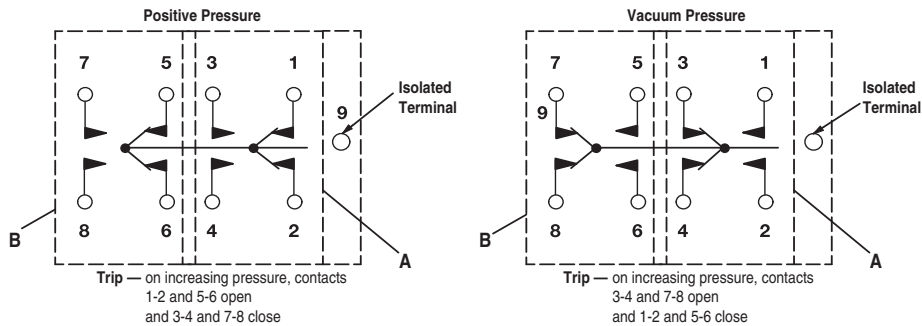 Positive Pressure
7 5 3 1
9
Isolated
Terminal
8 6 4 2
B
A
Trip — on increasing pressure, contacts
1-2 and 5-6 open
and 3-4 and 7-8 close
Vacuum Pressure
7 5 3 1
9
Isolated
Terminal
8 6 4 2
B
A
Trip — on increasing pressure, contacts
3-4 and 7-8 open
and 1-2 and 5-6 close